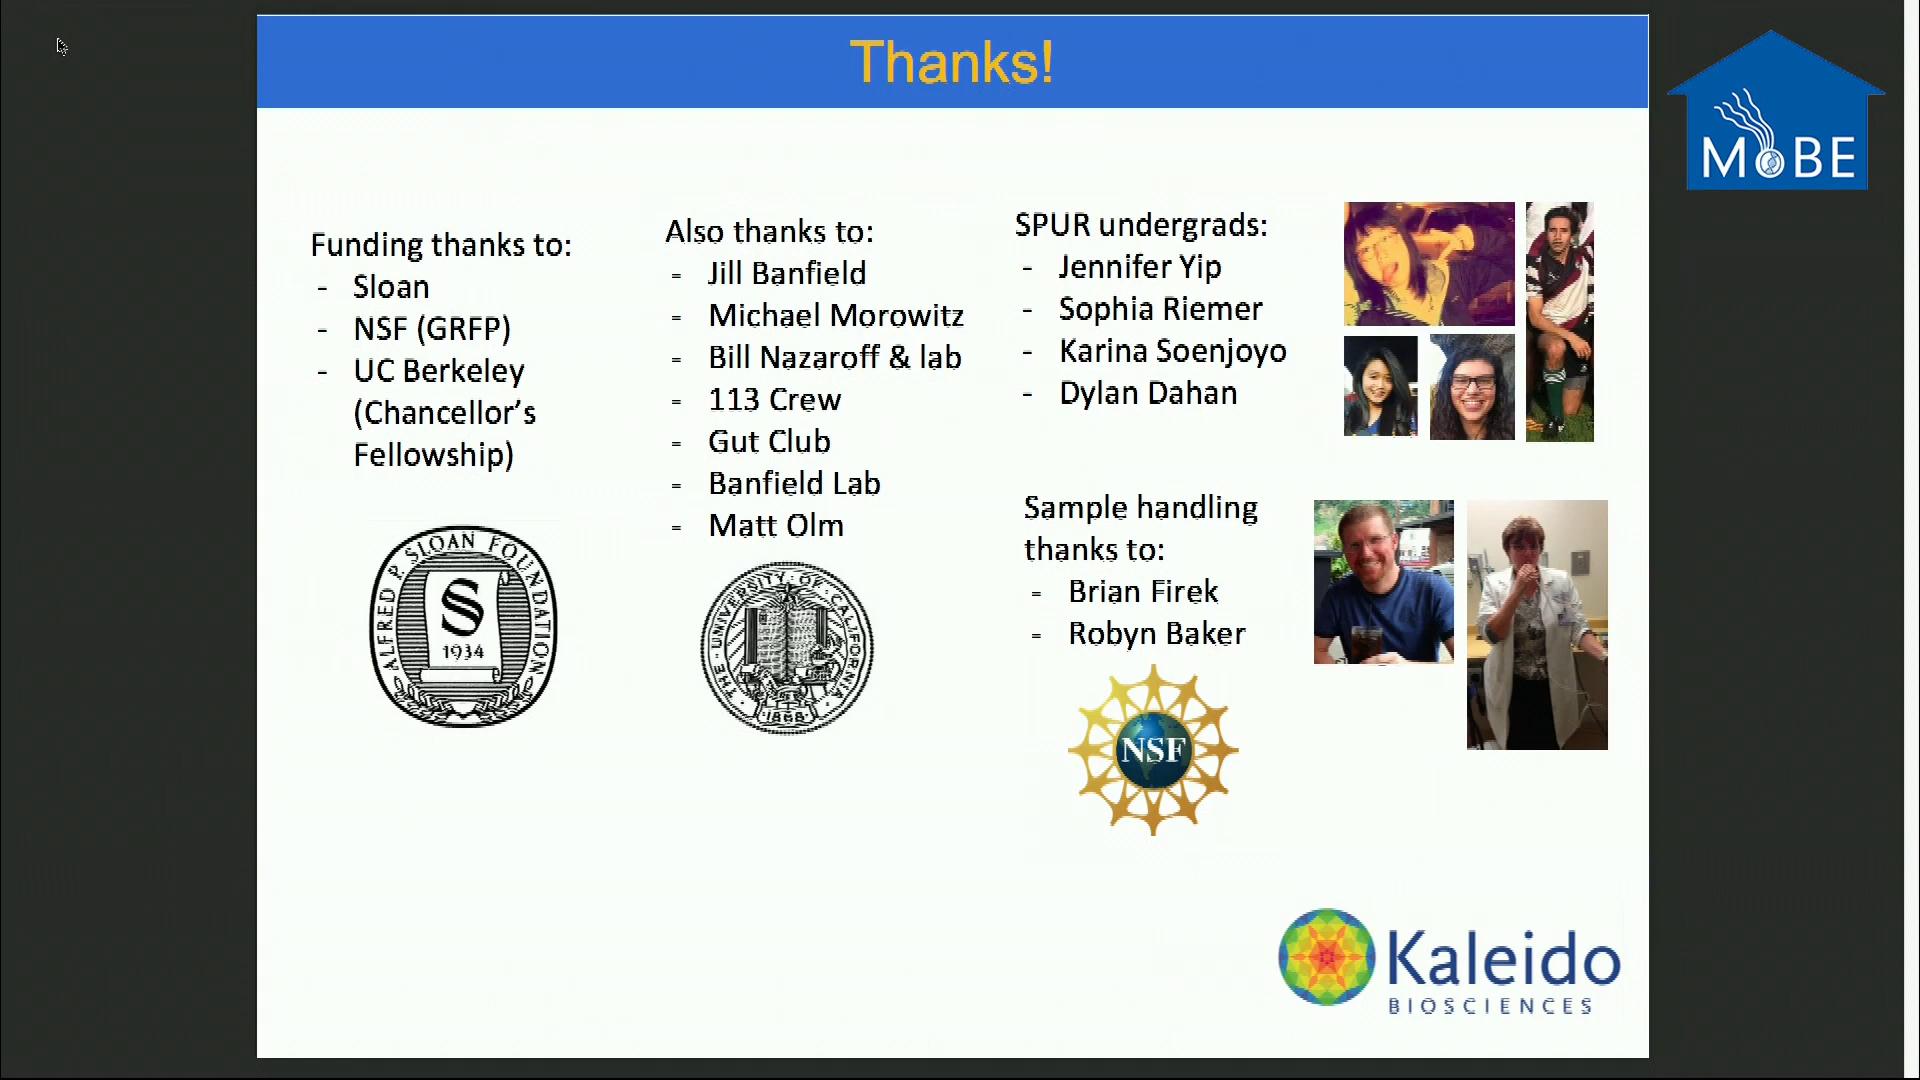 Thanks!
MoBE
Funding thanks to:
- Sloan
- NSF (GRFP)
- UC Berkeley
(Chancellor's
Fellowship)
ALFRED P. SLOAN FOUNDATION
S
1934
Also thanks to:
- Jill Banfield
- Michael Morowitz
- Bill Nazaroff & lab
- 113 Crew
- Gut Club
- Banfield Lab
- Matt Olm
·THE·UNIVERSITY·OF·CALIFORNIA·
·1868·
SPUR undergrads:
- Jennifer Yip
- Sophia Riemer
- Karina Soenjoyo
- Dylan Dahan
Sample handling
thanks to:
- Brian Firek
- Robyn Baker
NSF
Kaleido
BIOSCIENCES